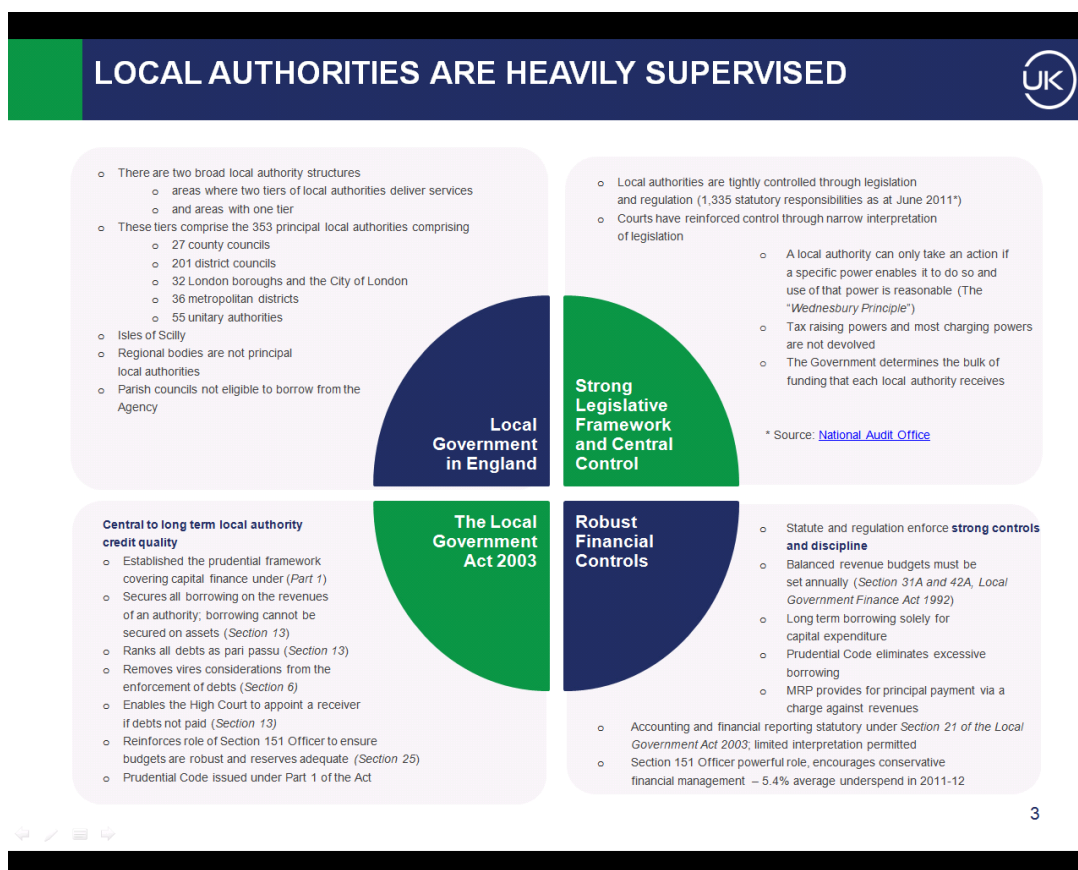 LOCAL AUTHORITIES ARE HEAVILY SUPERVISED
UK
o There are two broad local authority structures
o areas where two tiers of local authorities deliver services
o and areas with one tier
o These tiers comprise the 353 principal local authorities comprising
o 27 county councils
o 201 district councils
o 32 London boroughs and the City of London
o 36 metropolitan districts
o 55 unitary authorities
o Isles of Scilly
o Regional bodies are not principal
local authorities
o Parish councils not eligible to borrow from the
Agency
Local
Government
in England
o Local authorities are tightly controlled through legislation
and regulation (1,335 statutory responsibilities as at June 2011*)
o Courts have reinforced control through narrow interpretation
of legislation
o A local authority can only take an action if
a specific power enables it to do so and
use of that power is reasonable (The
“Wednesbury Principle”)
o Tax raising powers and most charging powers
are not devolved
o The Government determines the bulk of
funding that each local authority receives
* Source: National Audit Office
Strong
Legislative
Framework
and Central
Control
Central to long term local authority
credit quality
o Established the prudential framework
covering capital finance under (Part 1)
o Secures all borrowing on the revenues
of an authority; borrowing cannot be
secured on assets (Section 13)
o Ranks all debts as pari passu (Section 13)
o Removes vires considerations from the
enforcement of debts (Section 6)
o Enables the High Court to appoint a receiver
if debts not paid (Section 13)
o Reinforces role of Section 151 Officer to ensure
budgets are robust and reserves adequate (Section 25)
o Prudential Code issued under Part 1 of the Act
The Local
Government
Act 2003
Robust
Financial
Controls
o Statute and regulation enforce strong controls
and discipline
o Balanced revenue budgets must be
set annually (Section 31A and 42A, Local
Government Finance Act 1992)
o Long term borrowing solely for
capital expenditure
o Prudential Code eliminates excessive
borrowing
o MRP provides for principal payment via a
charge against revenues
o Accounting and financial reporting statutory under Section 21 of the Local
Government Act 2003; limited interpretation permitted
o Section 151 Officer powerful role, encourages conservative
financial management – 5.4% average underspend in 2011-12
3